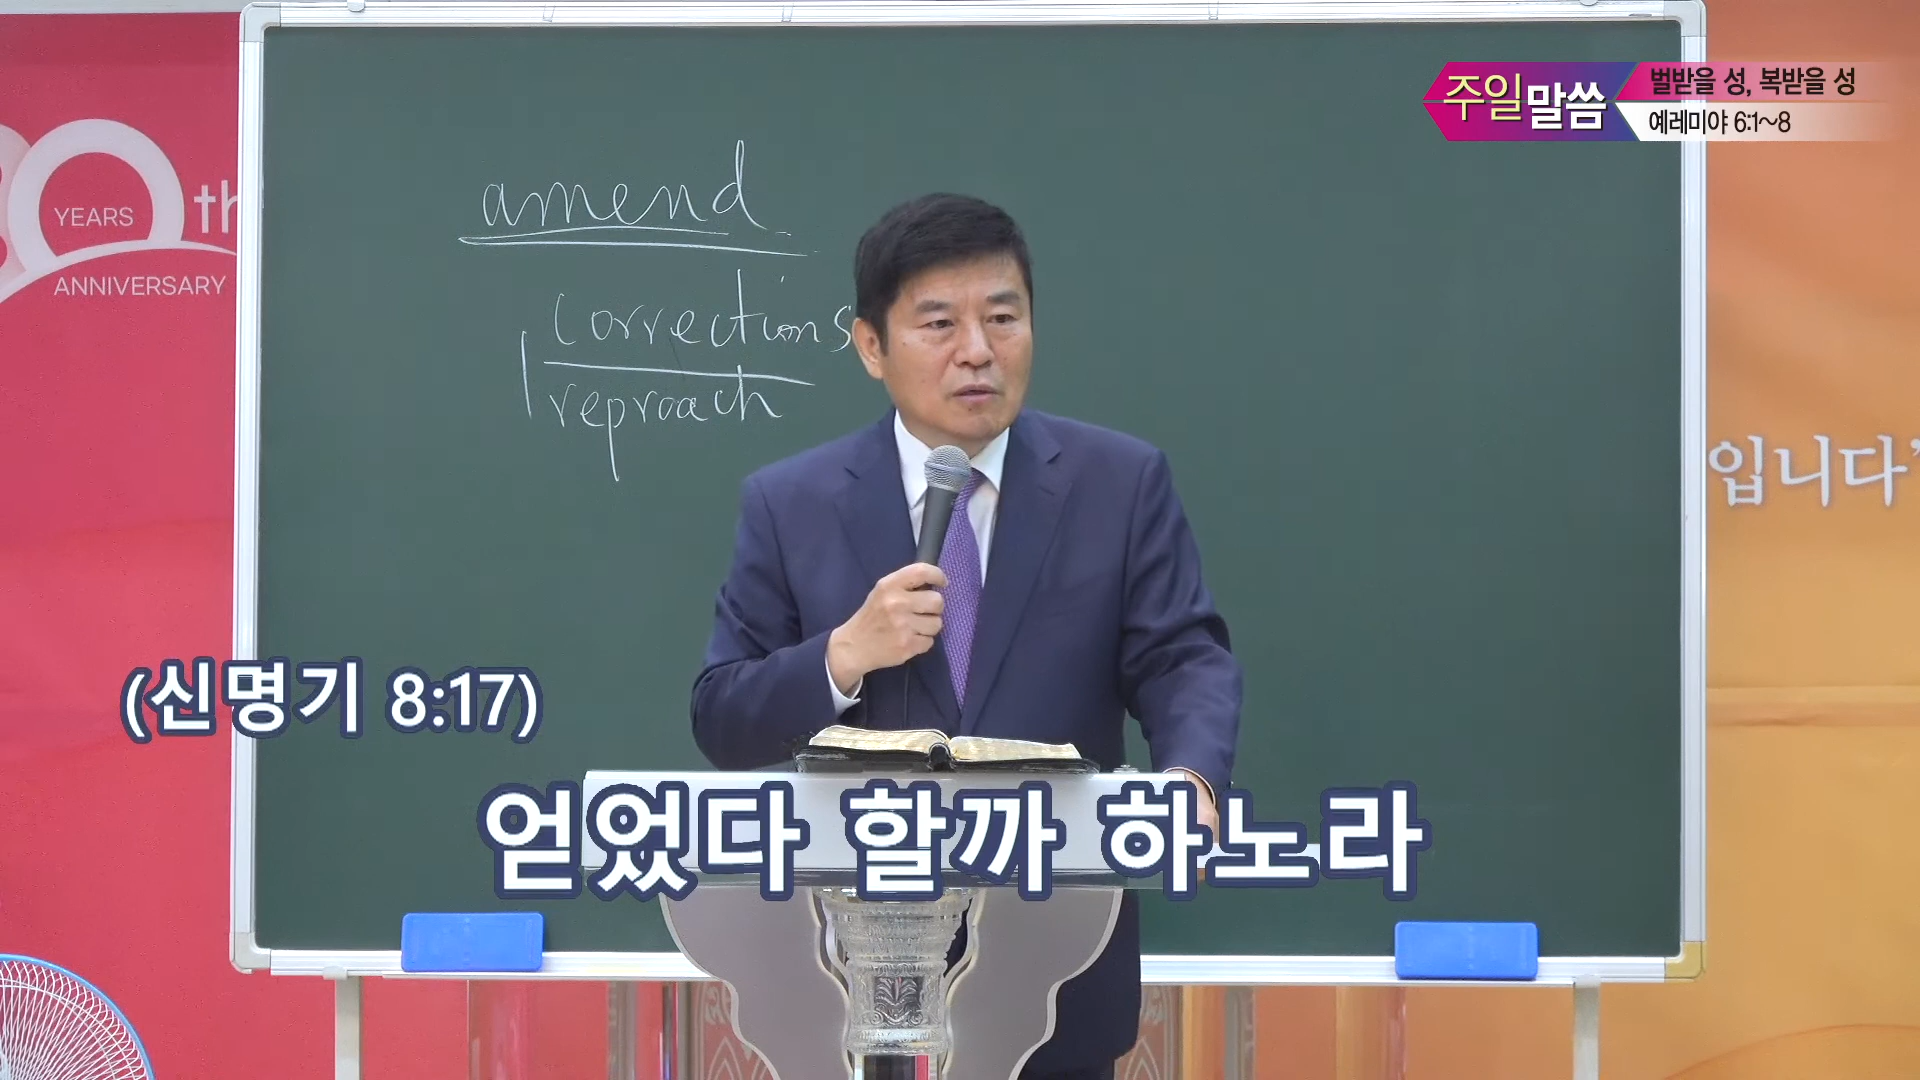 주일말씀
벌받을 성, 복받을 성
예레미야 6:1~8
amend
corrections
reproach
30th
YEARS
ANNIVERSARY
입니다"
(신명기 8:17)
얻었다 할까 하노라